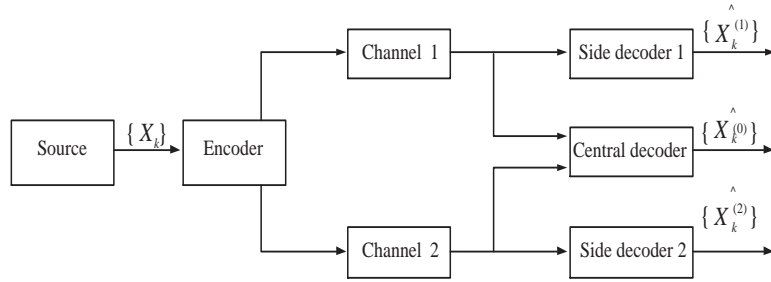 Channel 1
Side decoder 1
{ X̂_k^(1) }
Source
{ X_k }
Encoder
Central decoder
{ X̂_k^(0) }
Channel 2
Side decoder 2
{ X̂_k^(2) }